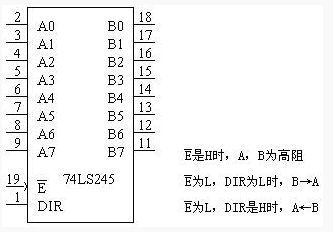 2 A0 B0 18
3 A1 B1 17
4 A2 B2 16
5 A3 B3 15
6 A4 B4 14
7 A5 B5 13
8 A6 B6 12
9 A7 B7 11
E̅是H时，A，B为高阻
19 E̅ 74LS245
E̅为L，DIR为L时，B→A
1 DIR
E̅为L，DIR是H时，A←B